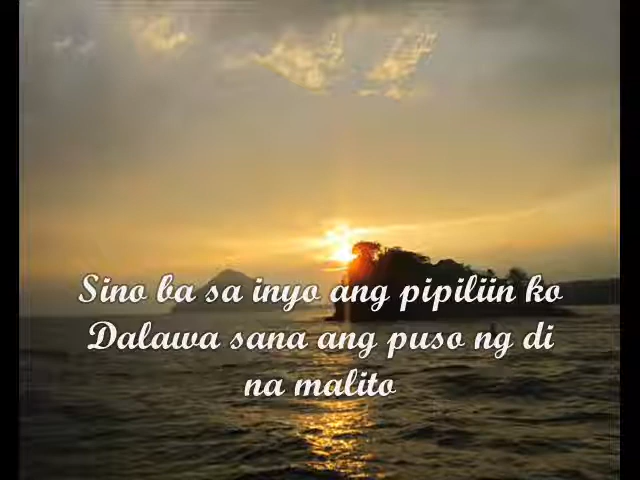 Sino ba sa inyo ang pipiliin ko
Dalawa sana ang puso ng di
na malito